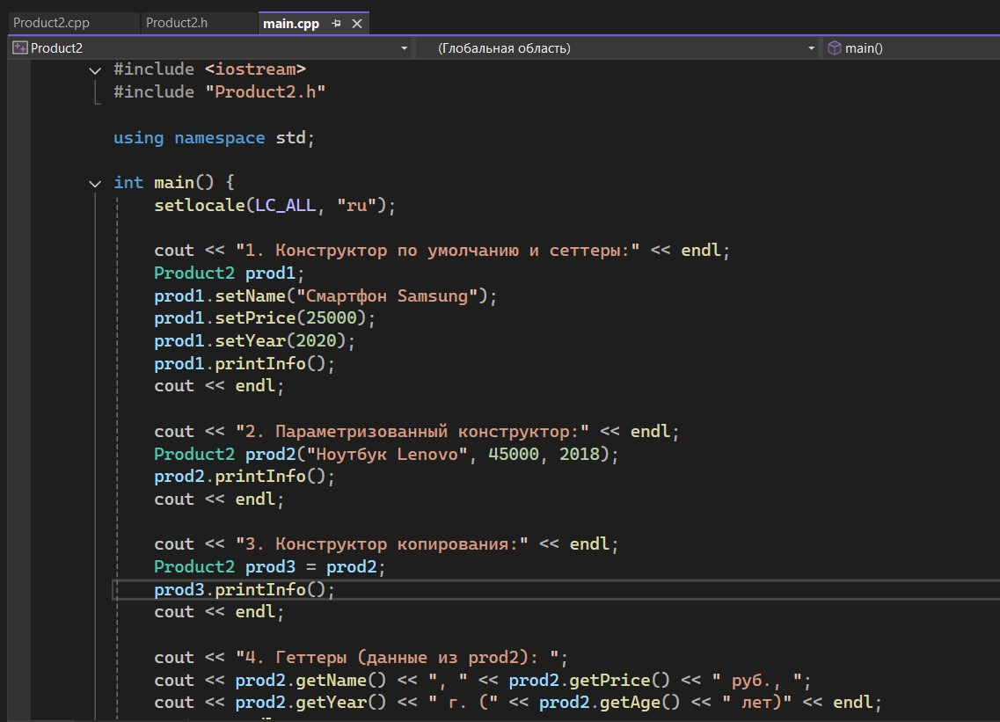 Product2.cpp Product2.h main.cpp
Product2 (Глобальная область) main()
#include <iostream>
#include "Product2.h"
using namespace std;
int main() {
setlocale(LC_ALL, "ru");
cout << "1. Конструктор по умолчанию и сеттеры:" << endl;
Product2 prod1;
prod1.setName("Смартфон Samsung");
prod1.setPrice(25000);
prod1.setYear(2020);
prod1.printInfo();
cout << endl;
cout << "2. Параметризованный конструктор:" << endl;
Product2 prod2("Ноутбук Lenovo", 45000, 2018);
prod2.printInfo();
cout << endl;
cout << "3. Конструктор копирования:" << endl;
Product2 prod3 = prod2;
prod3.printInfo();
cout << endl;
cout << "4. Геттеры (данные из prod2): ";
cout << prod2.getName() << ", " << prod2.getPrice() << " руб., ";
cout << prod2.getYear() << " г. (" << prod2.getAge() << " лет)" << endl;